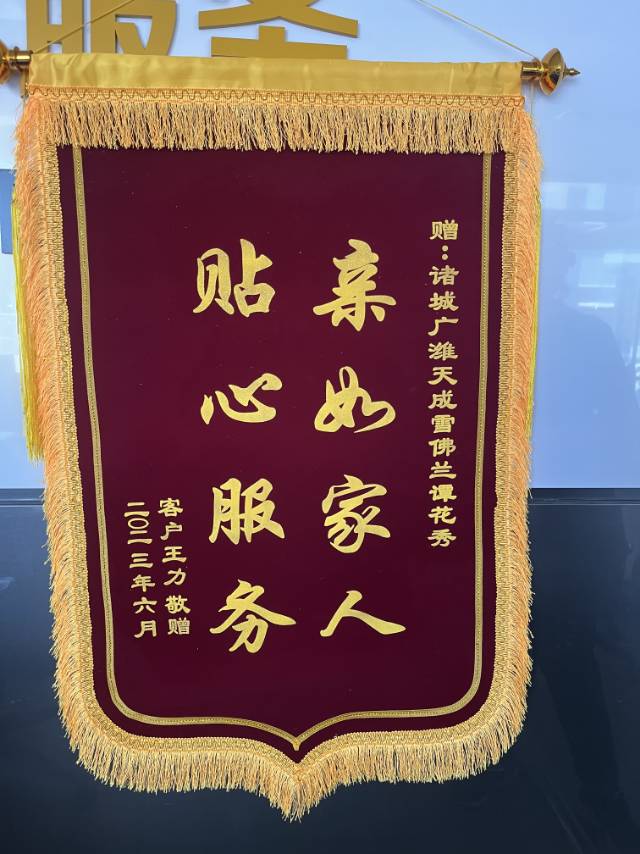 赠：诸城广潍天成雪佛兰谭花秀
亲如家人
贴心服务
客户王力 敬赠
二〇二三年六月